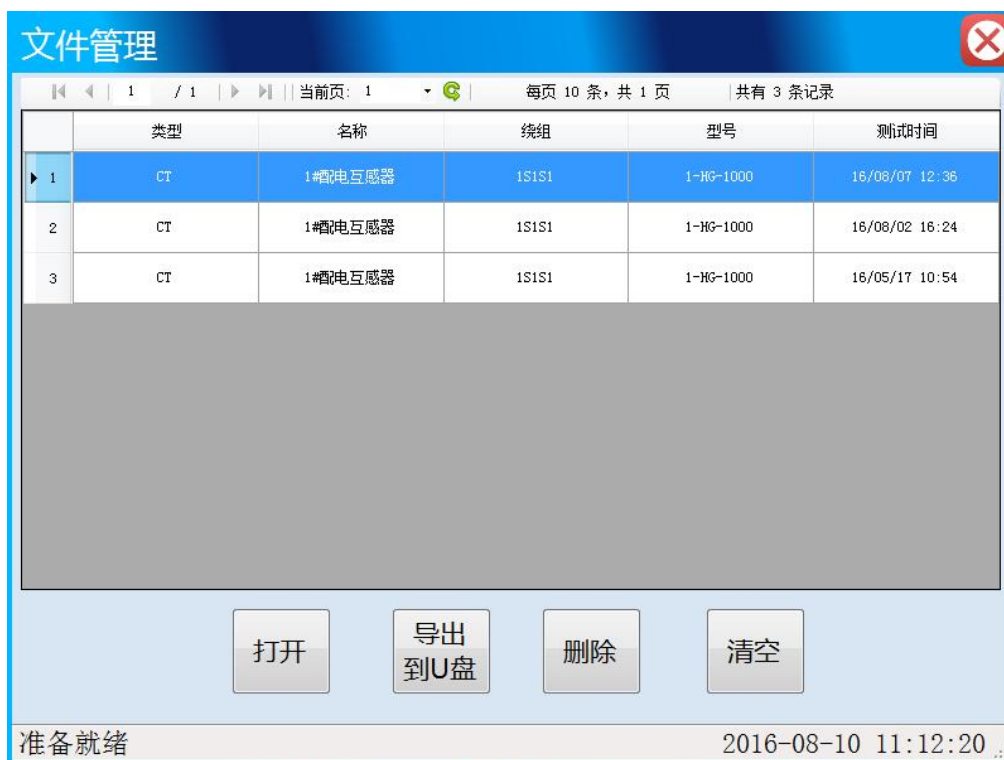 文件管理
1 / 1 当前页: 1 每页 10 条，共 1 页 共有 3 条记录
类型 名称 绕组 型号 测试时间
1 CT 1#配电互感器 1S1S1 1-HG-1000 16/08/07 12:36
2 CT 1#配电互感器 1S1S1 1-HG-1000 16/08/02 16:24
3 CT 1#配电互感器 1S1S1 1-HG-1000 16/05/17 10:54
打开 导出 删除 清空
到U盘
准备就绪 2016-08-10 11:12:20